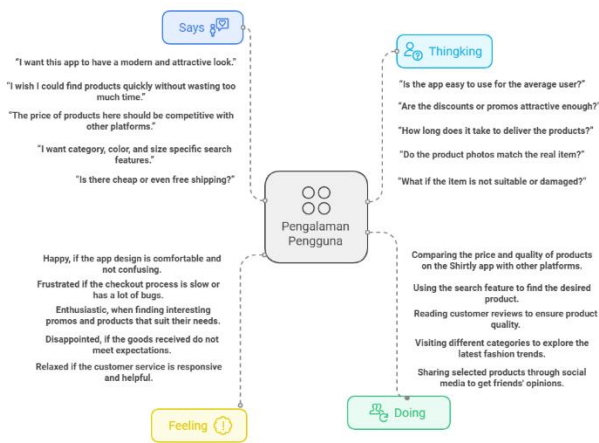 Says
"I want this app to have a modern and attractive look."
"I wish I could find products quickly without wasting too
much time."
"The price of products here should be competitive with
other platforms."
"I want category, color, and size specific search
features."
"Is there cheap or even free shipping?"
Thingking
"Is the app easy to use for the average user?"
"Are the discounts or promos attractive enough?"
"How long does it take to deliver the products?"
"Do the product photos match the real item?"
"What if the item is not suitable or damaged?"
Pengalaman
Pengguna
Happy, if the app design is comfortable and
not confusing.
Frustrated if the checkout process is slow or
has a lot of bugs.
Enthusiastic, when finding interesting
promos and products that suit their needs.
Disappointed, if the goods received do not
meet expectations.
Relaxed if the customer service is responsive
and helpful.
Feeling
Comparing the price and quality of products
on the Shirtly app with other platforms.
Using the search feature to find the desired
product.
Reading customer reviews to ensure product
quality.
Visiting different categories to explore the
latest fashion trends.
Sharing selected products through social
media to get friends' opinions.
Doing